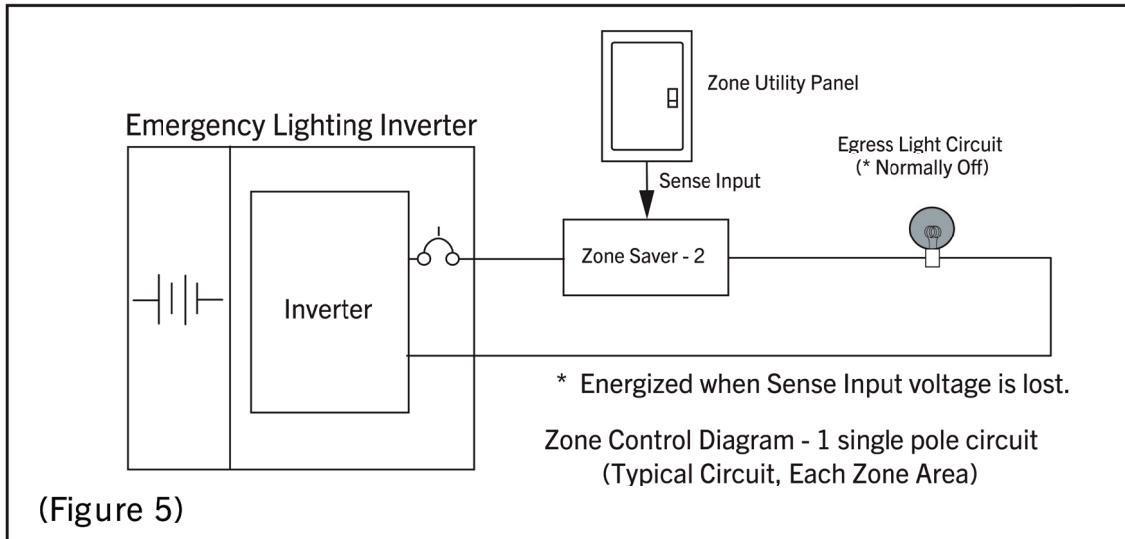 Zone Utility Panel
Emergency Lighting Inverter
Egress Light Circuit
(* Normally Off)
Sense Input
Zone Saver - 2
Inverter
* Energized when Sense Input voltage is lost.
Zone Control Diagram - 1 single pole circuit
(Typical Circuit, Each Zone Area)
(Figure 5)